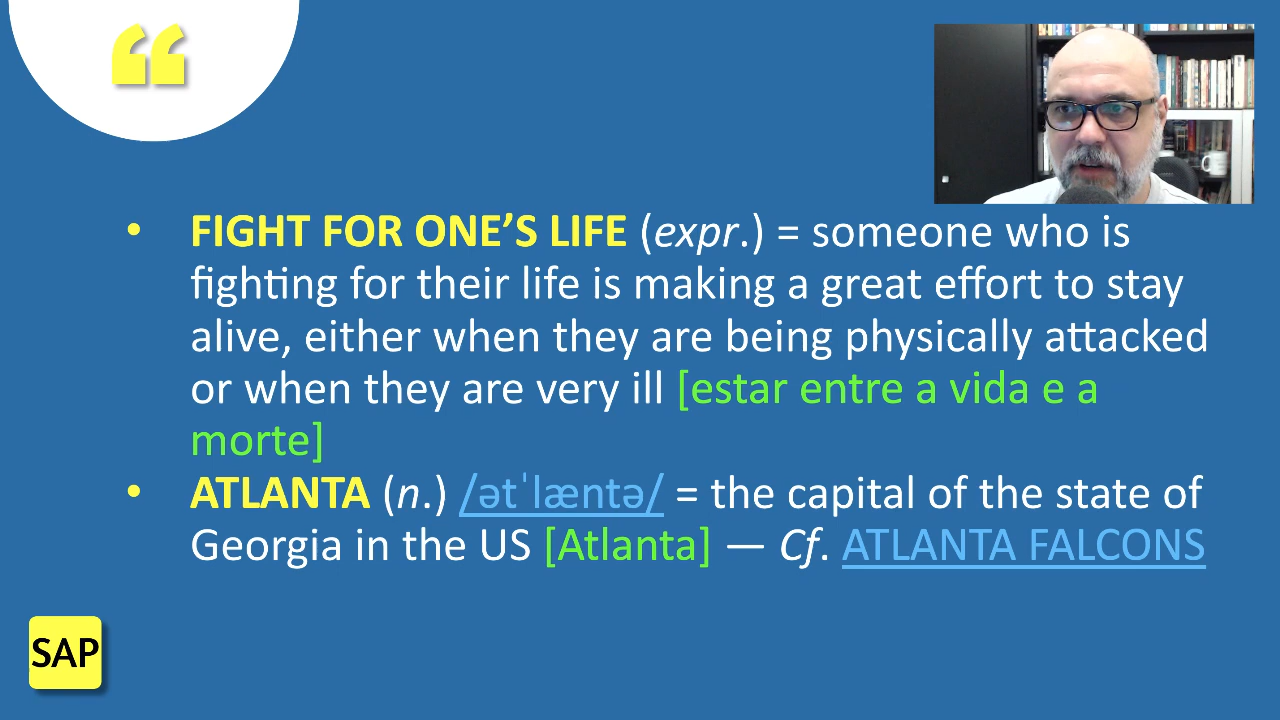 “
• FIGHT FOR ONE’S LIFE (expr.) = someone who is
fighting for their life is making a great effort to stay
alive, either when they are being physically attacked
or when they are very ill [estar entre a vida e a
morte]
• ATLANTA (n.) /ətˈlæntə/ = the capital of the state of
Georgia in the US [Atlanta] — Cf. ATLANTA FALCONS
SAP